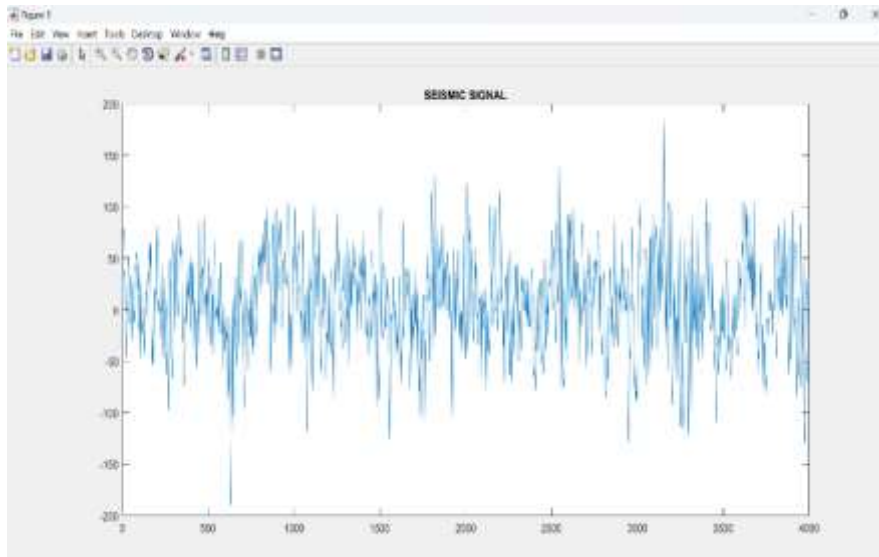 Figure 1
File Edit View Insert Tools Desktop Window Help
SEISMIC SIGNAL
200
150
100
50
0
-50
-100
-150
-200
0 500 1000 1500 2000 2500 3000 3500 4000